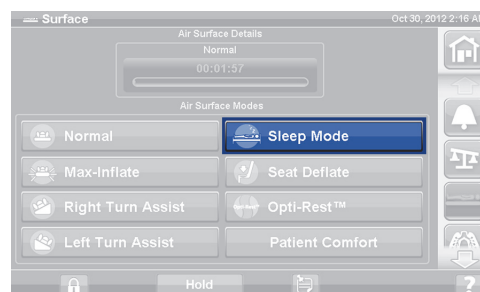 Surface
Oct 30, 2012 2:16 A
Air Surface Details
Normal
00:01:57
Air Surface Modes
Normal
Sleep Mode
Max-Inflate
Seat Deflate
Right Turn Assist
Opti-Rest™
Left Turn Assist
Patient Comfort
Hold
?